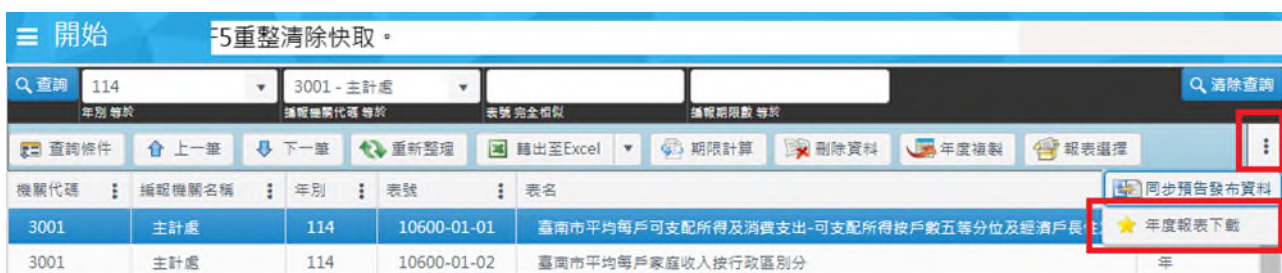 開始 F5重整清除快取。
查詢 114 3001 - 主計處 清除查詢
年別 等於 編報機關代碼 等於 表號 完全相似 編報期限數 等於
查詢條件 上一筆 下一筆 重新整理 輸出至Excel 期限計算 刪除資料 年度複製 報表選擇
機關代碼 編報機關名稱 年別 表號 表名 同步預告發布資料
3001 主計處 114 10600-01-01 臺南市平均每戶可支配所得及消費支出-可支配所得按戶數五等分位及經濟戶長 年度報表下載
3001 主計處 114 10600-01-02 臺南市平均每戶家庭收入按行政區別分 年